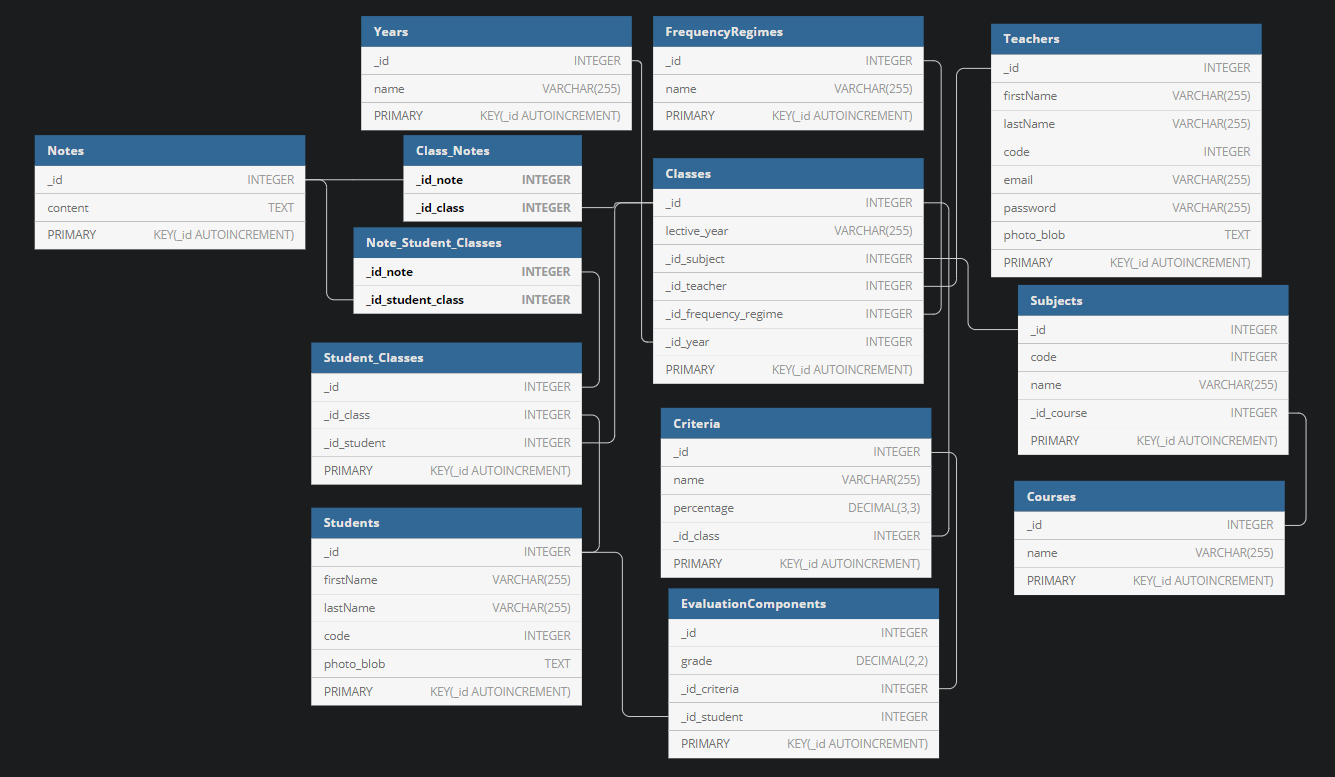 Years
_id INTEGER
name VARCHAR(255)
PRIMARY KEY(_id AUTOINCREMENT)
FrequencyRegimes
_id INTEGER
name VARCHAR(255)
PRIMARY KEY(_id AUTOINCREMENT)
Teachers
_id INTEGER
firstName VARCHAR(255)
lastName VARCHAR(255)
code INTEGER
email VARCHAR(255)
password VARCHAR(255)
photo_blob TEXT
PRIMARY KEY(_id AUTOINCREMENT)
Notes
_id INTEGER
content TEXT
PRIMARY KEY(_id AUTOINCREMENT)
Class_Notes
_id_note INTEGER
_id_class INTEGER
Classes
_id INTEGER
lective_year VARCHAR(255)
_id_subject INTEGER
_id_teacher INTEGER
_id_frequency_regime INTEGER
_id_year INTEGER
PRIMARY KEY(_id AUTOINCREMENT)
Note_Student_Classes
_id_note INTEGER
_id_student_class INTEGER
Subjects
_id INTEGER
code INTEGER
name VARCHAR(255)
_id_course INTEGER
PRIMARY KEY(_id AUTOINCREMENT)
Student_Classes
_id INTEGER
_id_class INTEGER
_id_student INTEGER
PRIMARY KEY(_id AUTOINCREMENT)
Criteria
_id INTEGER
name VARCHAR(255)
percentage DECIMAL(3,3)
_id_class INTEGER
PRIMARY KEY(_id AUTOINCREMENT)
Courses
_id INTEGER
name VARCHAR(255)
PRIMARY KEY(_id AUTOINCREMENT)
Students
_id INTEGER
firstName VARCHAR(255)
lastName VARCHAR(255)
code INTEGER
photo_blob TEXT
PRIMARY KEY(_id AUTOINCREMENT)
EvaluationComponents
_id INTEGER
grade DECIMAL(2,2)
_id_criteria INTEGER
_id_student INTEGER
PRIMARY KEY(_id AUTOINCREMENT)